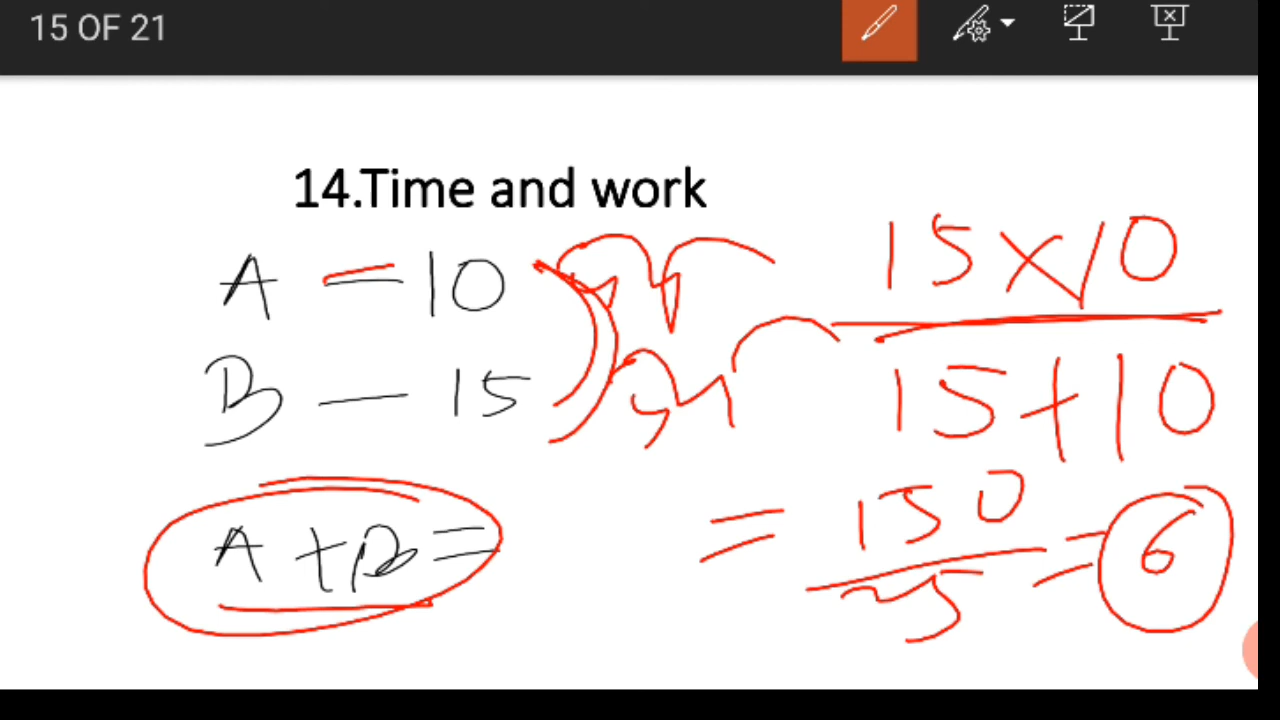 15 OF 21
14.Time and work
A — 10
B — 15
A + B =
15 × 10
15 + 10
= 150 = 6
25